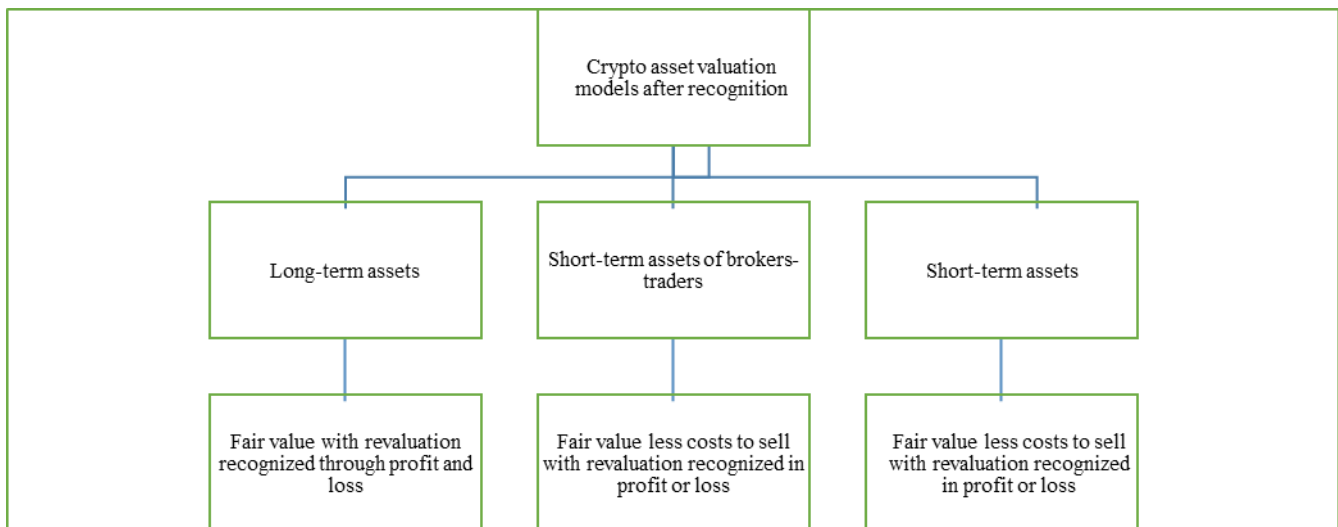 Crypto asset valuation
models after recognition
Long-term assets
Short-term assets of brokers-
traders
Short-term assets
Fair value with revaluation
recognized through profit and
loss
Fair value less costs to sell
with revaluation recognized in
profit or loss
Fair value less costs to sell
with revaluation recognized
in profit or loss